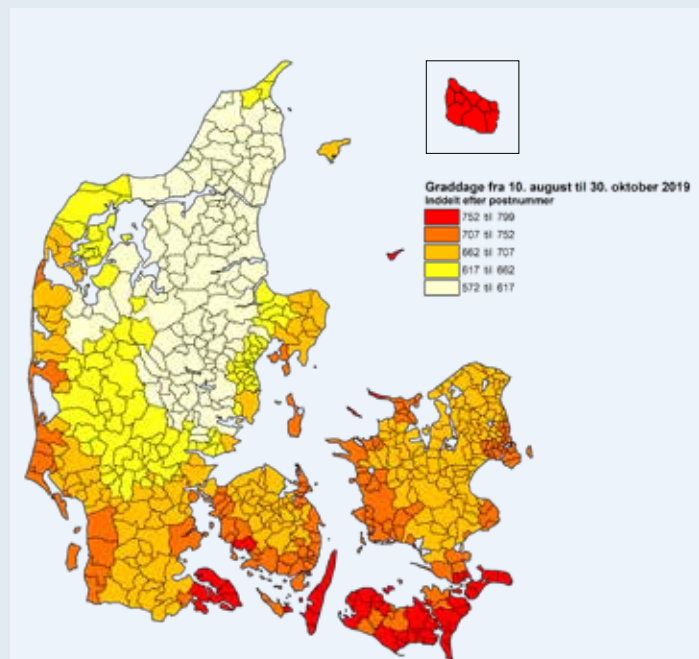 Graddage fra 10. august til 30. oktober 2019
Inddelt efter postnummer
752 til 799
707 til 752
662 til 707
617 til 662
572 til 617